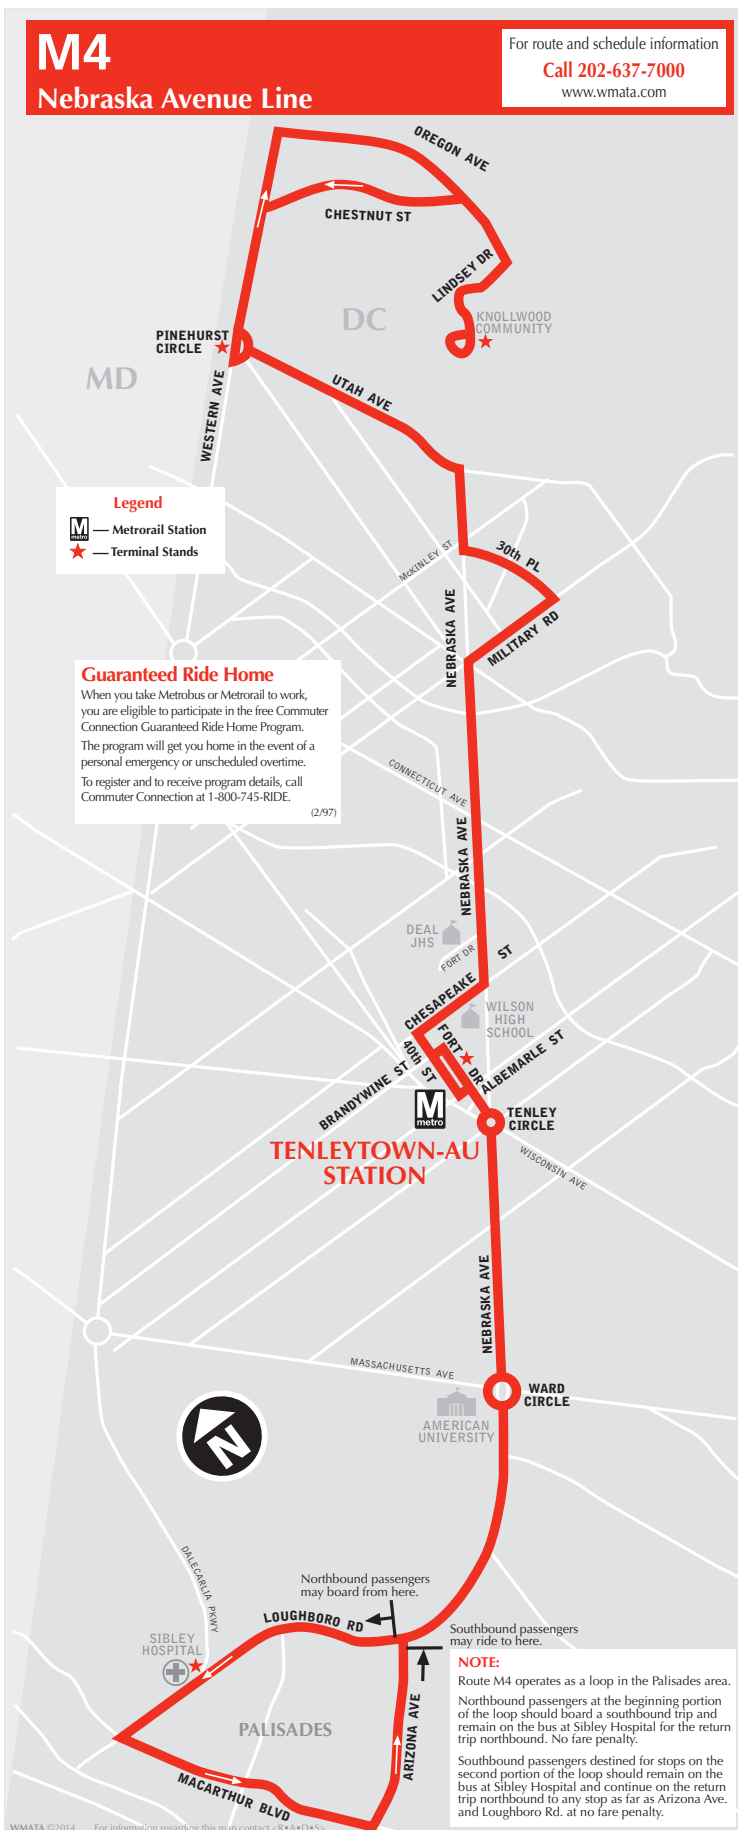 M4
Nebraska Avenue Line
For route and schedule information
Call 202-637-7000
www.wmata.com
OREGON AVE
CHESTNUT ST
LINDSEY DR
DC
KNOLLWOOD
COMMUNITY
PINEHURST
CIRCLE
MD
UTAH AVE
WESTERN AVE
Legend
M
metro
— Metrorail Station
— Terminal Stands
McKINLEY ST
30th PL
NEBRASKA AVE
MILITARY RD
Guaranteed Ride Home
When you take Metrobus or Metrorail to work,
you are eligible to participate in the free Commuter
Connection Guaranteed Ride Home Program.
The program will get you home in the event of a
personal emergency or unscheduled overtime.
To register and to receive program details, call
Commuter Connection at 1-800-745-RIDE.
(2/97)
CONNECTICUT AVE
NEBRASKA AVE
DEAL
JHS
FORT DR
CHESAPEAKE ST
WILSON
HIGH
SCHOOL
FORT DR
40th ST
ALBEMARLE ST
BRANDYWINE ST
M
metro
TENLEY
CIRCLE
TENLEYTOWN-AU
STATION
WISCONSIN AVE
NEBRASKA AVE
MASSACHUSETTS AVE
WARD
CIRCLE
AMERICAN
UNIVERSITY
N
DALECARLIA PKWY
Northbound passengers
may board from here.
LOUGHBORO RD
Southbound passengers
may ride to here.
SIBLEY
HOSPITAL
PALISADES
ARIZONA AVE
MACARTHUR BLVD
NOTE:
Route M4 operates as a loop in the Palisades area.
Northbound passengers at the beginning portion
of the loop should board a southbound trip and
remain on the bus at Sibley Hospital for the return
trip northbound. No fare penalty.
Southbound passengers destined for stops on the
second portion of the loop should remain on the
bus at Sibley Hospital and continue on the return
trip northbound to any stop as far as Arizona Ave.
and Loughboro Rd. at no fare penalty.
WMATA ©2014 For information regarding this map contact <R•A•D•S>